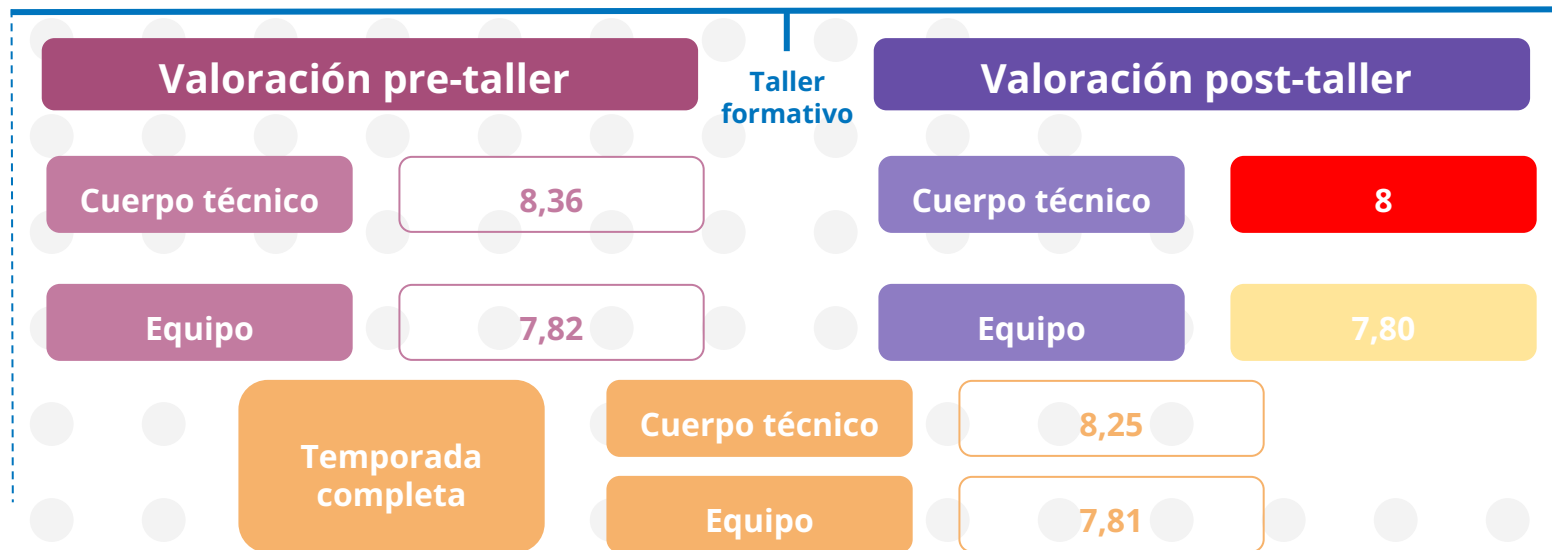 Valoración pre-taller
Taller
formativo
Valoración post-taller
Cuerpo técnico
8,36
Cuerpo técnico
8
Equipo
7,82
Equipo
7,80
Temporada
completa
Cuerpo técnico
8,25
Equipo
7,81